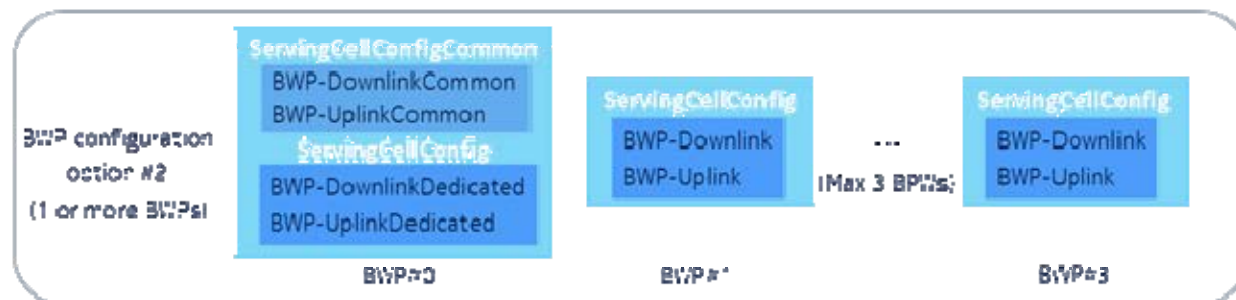 BWP configuration
option #2
(1 or more BWPs)
ServingCellConfigCommon
BWP-DownlinkCommon
BWP-UplinkCommon
ServingCellConfig
BWP-DownlinkDedicated
BWP-UplinkDedicated
BWP#0
ServingCellConfig
BWP-Downlink
BWP-Uplink
BWP#1
...
(Max 3 BPWs)
ServingCellConfig
BWP-Downlink
BWP-Uplink
BWP#3